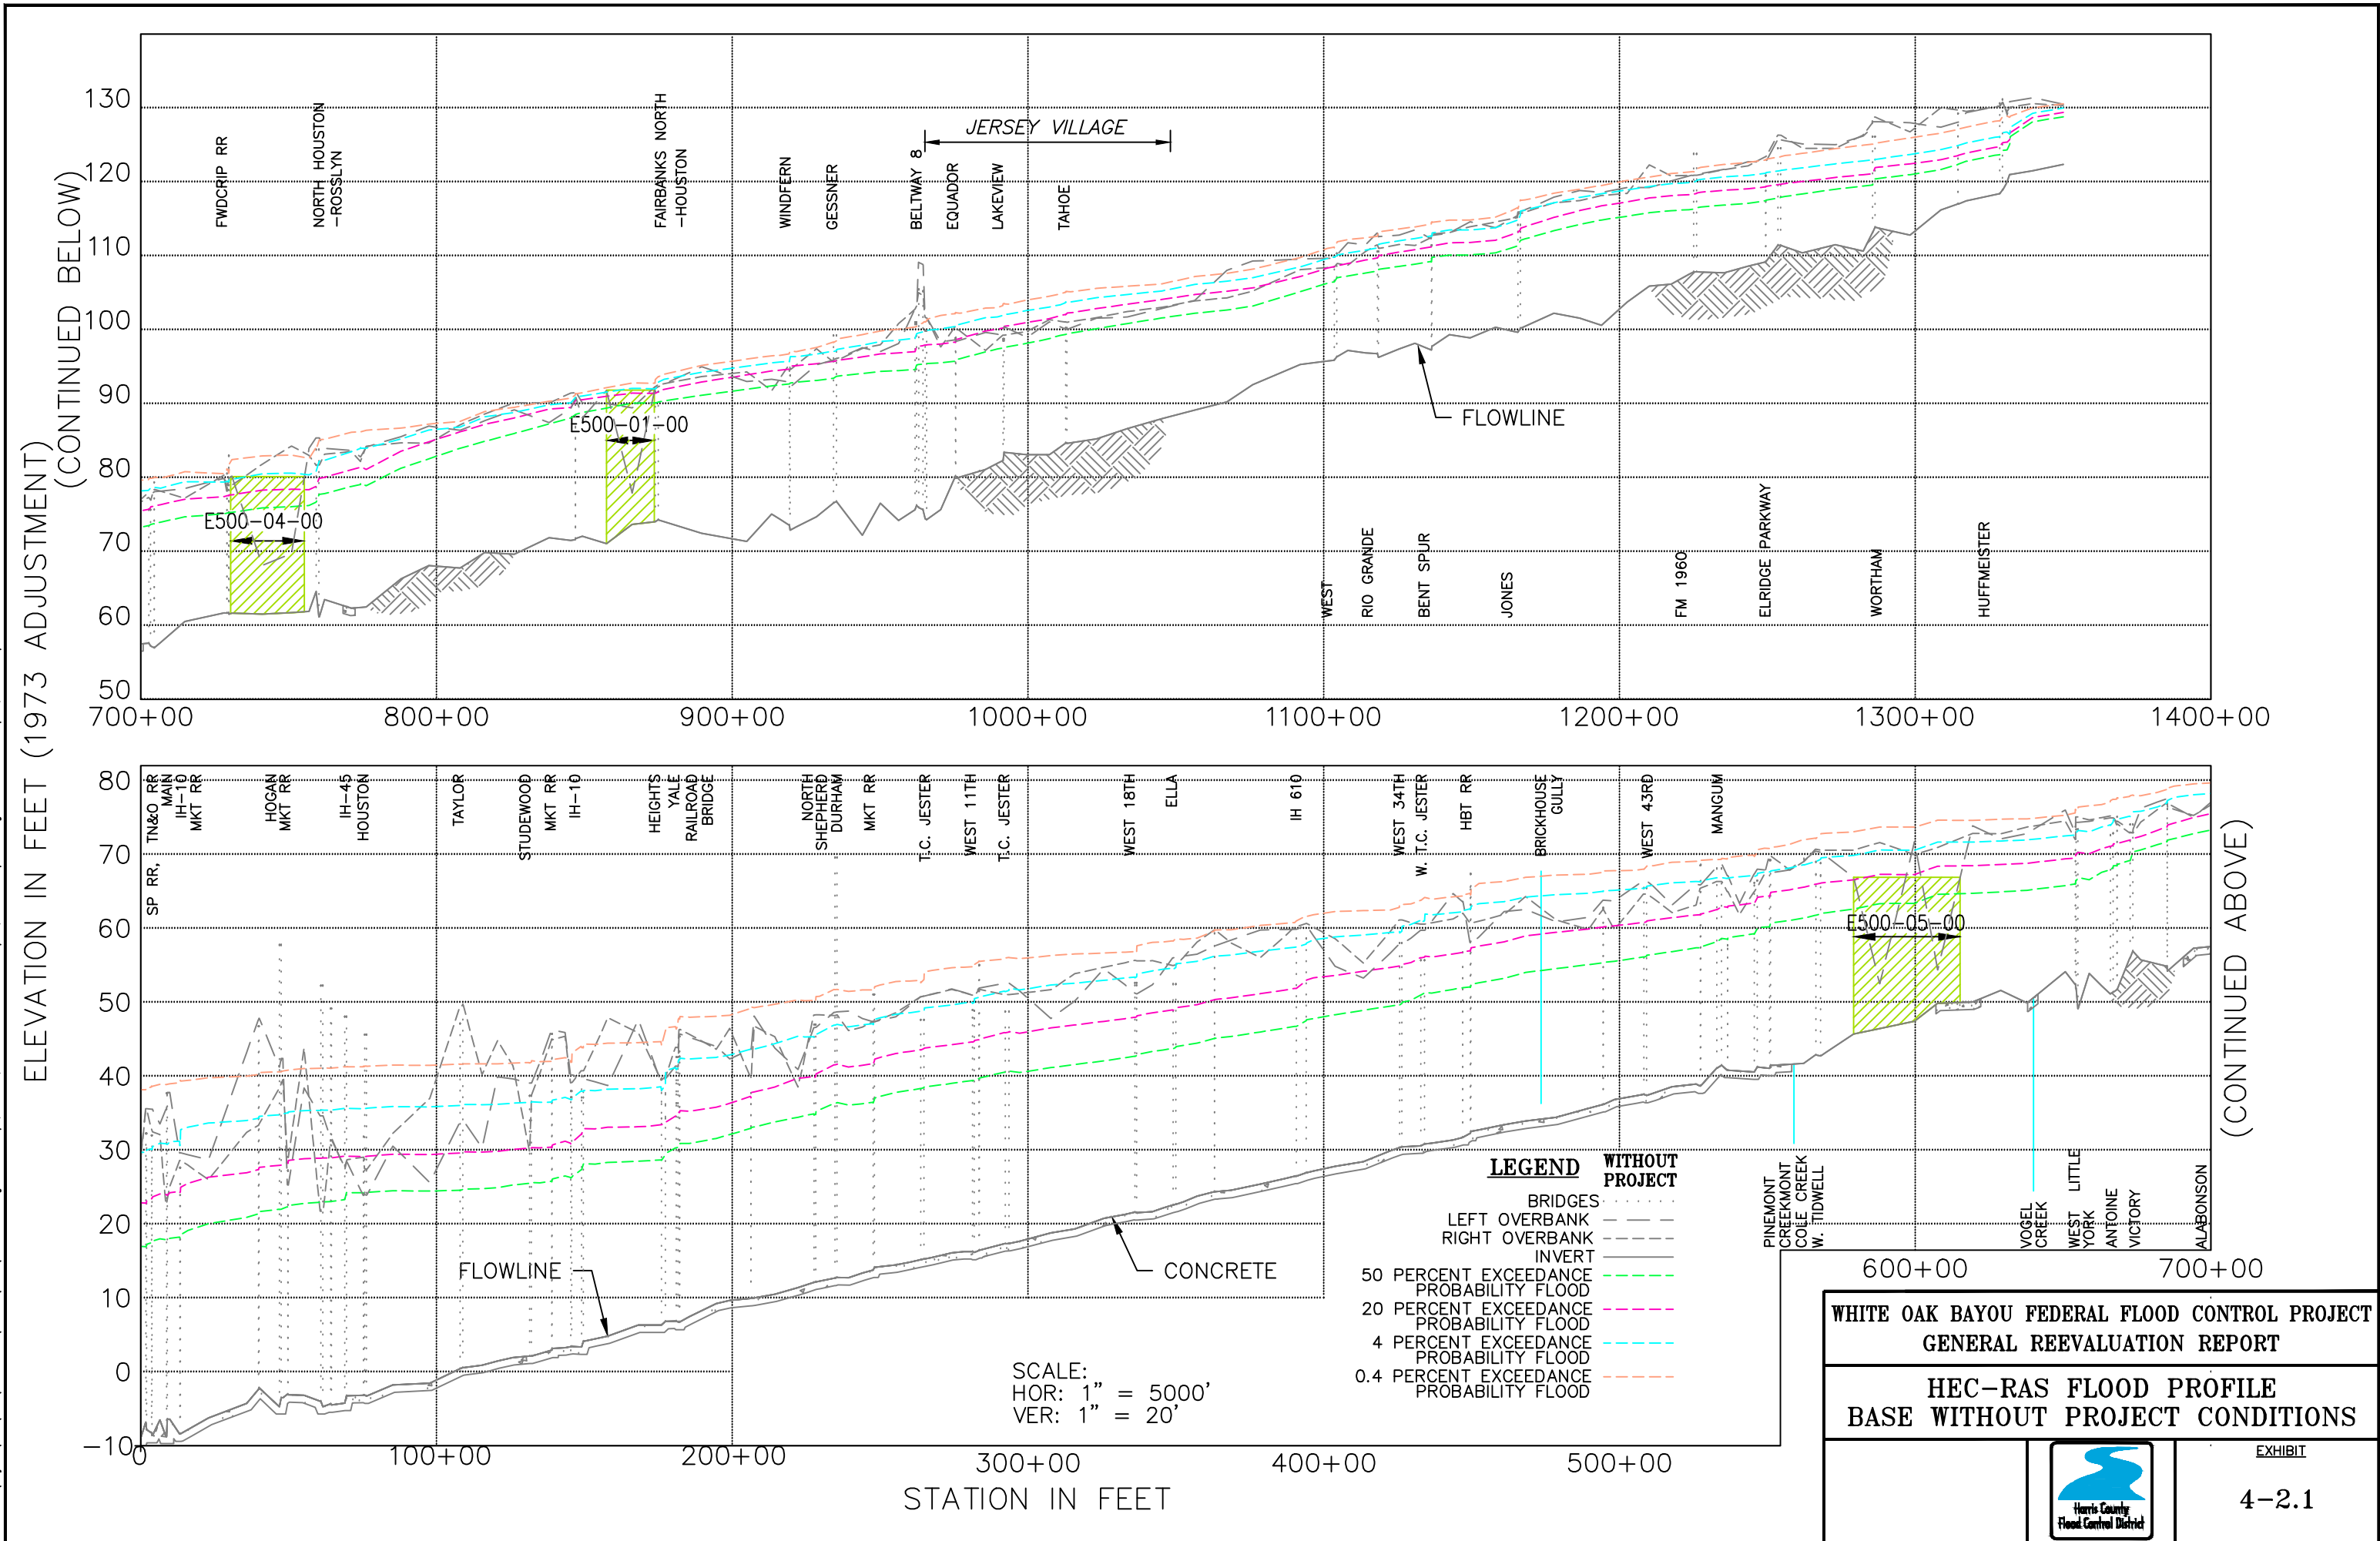 ELEVATION IN FEET (1973 ADJUSTMENT)
(CONTINUED BELOW)
130
120
110
100
90
80
70
60
50
FWDCRIP RR
NORTH HOUSTON
-ROSSLYN
FAIRBANKS NORTH
-HOUSTON
WINDFERN
GESSNER
BELTWAY 8
EQUADOR
LAKEVIEW
TAHOE
JERSEY VILLAGE
E500-04-00
E500-01-00
FLOWLINE
WEST
RIO GRANDE
BENT SPUR
JONES
FM 1960
ELRIDGE PARKWAY
WORTHAM
HUFFMEISTER
700+00
800+00
900+00
1000+00
1100+00
1200+00
1300+00
1400+00
80
70
60
50
40
30
20
10
0
-10
SP RR, TN&O RR
MAIN
IH-10
MKT RR
HOGAN
MKT RR
IH-45
HOUSTON
TAYLOR
STUDEWOOD
MKT RR
IH-10
HEIGHTS
YALE
RAILROAD
BRIDGE
NORTH
SHEPHERD
DURHAM
MKT RR
T.C. JESTER
WEST 11TH
T.C. JESTER
WEST 18TH
ELLA
IH 610
WEST 34TH
W. T.C. JESTER
HBT RR
BRICKHOUSE
GULLY
WEST 43RD
MANGUM
PINEMONT
CREEKMONT
COLE CREEK
W. TIDWELL
E500-05-00
VOGEL
CREEK
WEST LITTLE
YORK
ANTOINE
VICTORY
ALABONSON
(CONTINUED ABOVE)
FLOWLINE
CONCRETE
LEGEND
WITHOUT
PROJECT
BRIDGES
LEFT OVERBANK
RIGHT OVERBANK
INVERT
50 PERCENT EXCEEDANCE
PROBABILITY FLOOD
20 PERCENT EXCEEDANCE
PROBABILITY FLOOD
4 PERCENT EXCEEDANCE
PROBABILITY FLOOD
0.4 PERCENT EXCEEDANCE
PROBABILITY FLOOD
SCALE:
HOR: 1" = 5000'
VER: 1" = 20'
0
100+00
200+00
300+00
400+00
500+00
600+00
700+00
STATION IN FEET
WHITE OAK BAYOU FEDERAL FLOOD CONTROL PROJECT
GENERAL REEVALUATION REPORT
HEC-RAS FLOOD PROFILE
BASE WITHOUT PROJECT CONDITIONS
Harris County
Flood Control District
EXHIBIT
4-2.1